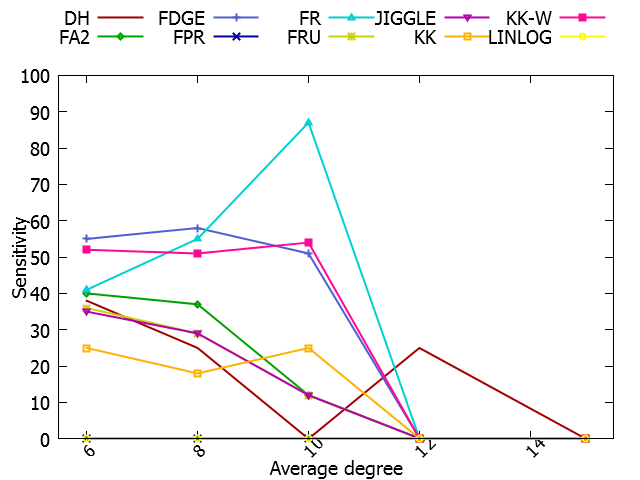 DH FDGE FR JIGGLE KK-W
FA2 FPR FRU KK LINLOG
100
90
80
70
60
50
40
30
20
10
0
Sensitivity
6 8 10 12 14
Average degree